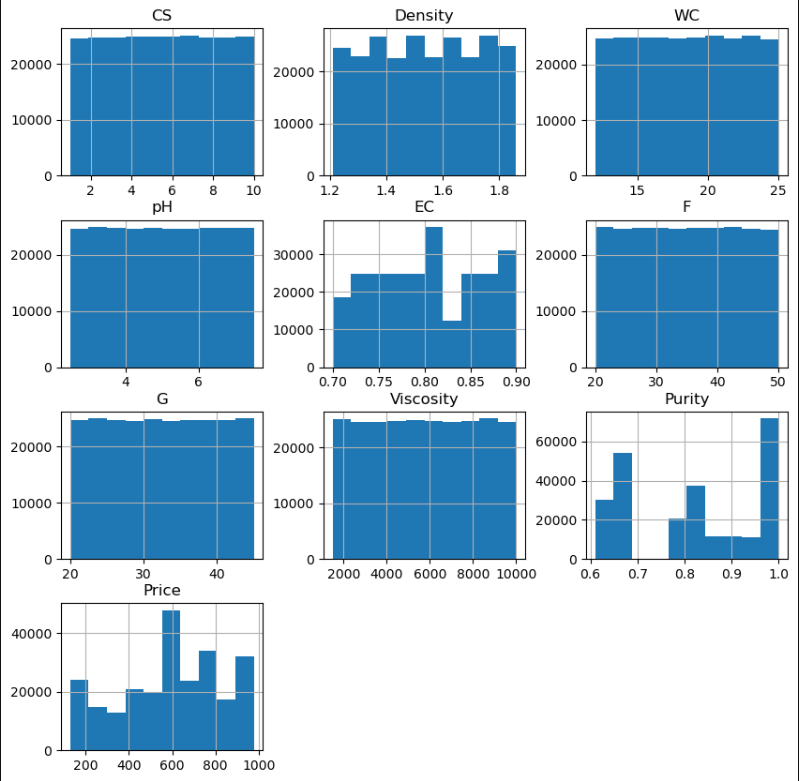 CS Density WC
20000 20000 20000
10000 10000 10000
0 0 0
2 4 6 8 10 1.2 1.4 1.6 1.8 15 20 25
pH EC F
20000 30000 20000
20000
10000 10000 10000
0 0 0
4 6 0.70 0.75 0.80 0.85 0.90 20 30 40 50
G Viscosity Purity
20000 20000 60000
40000
10000 10000 20000
0 0 0
20 30 40 2000 4000 6000 8000 10000 0.6 0.7 0.8 0.9 1.0
Price
40000
20000
0
200 400 600 800 1000